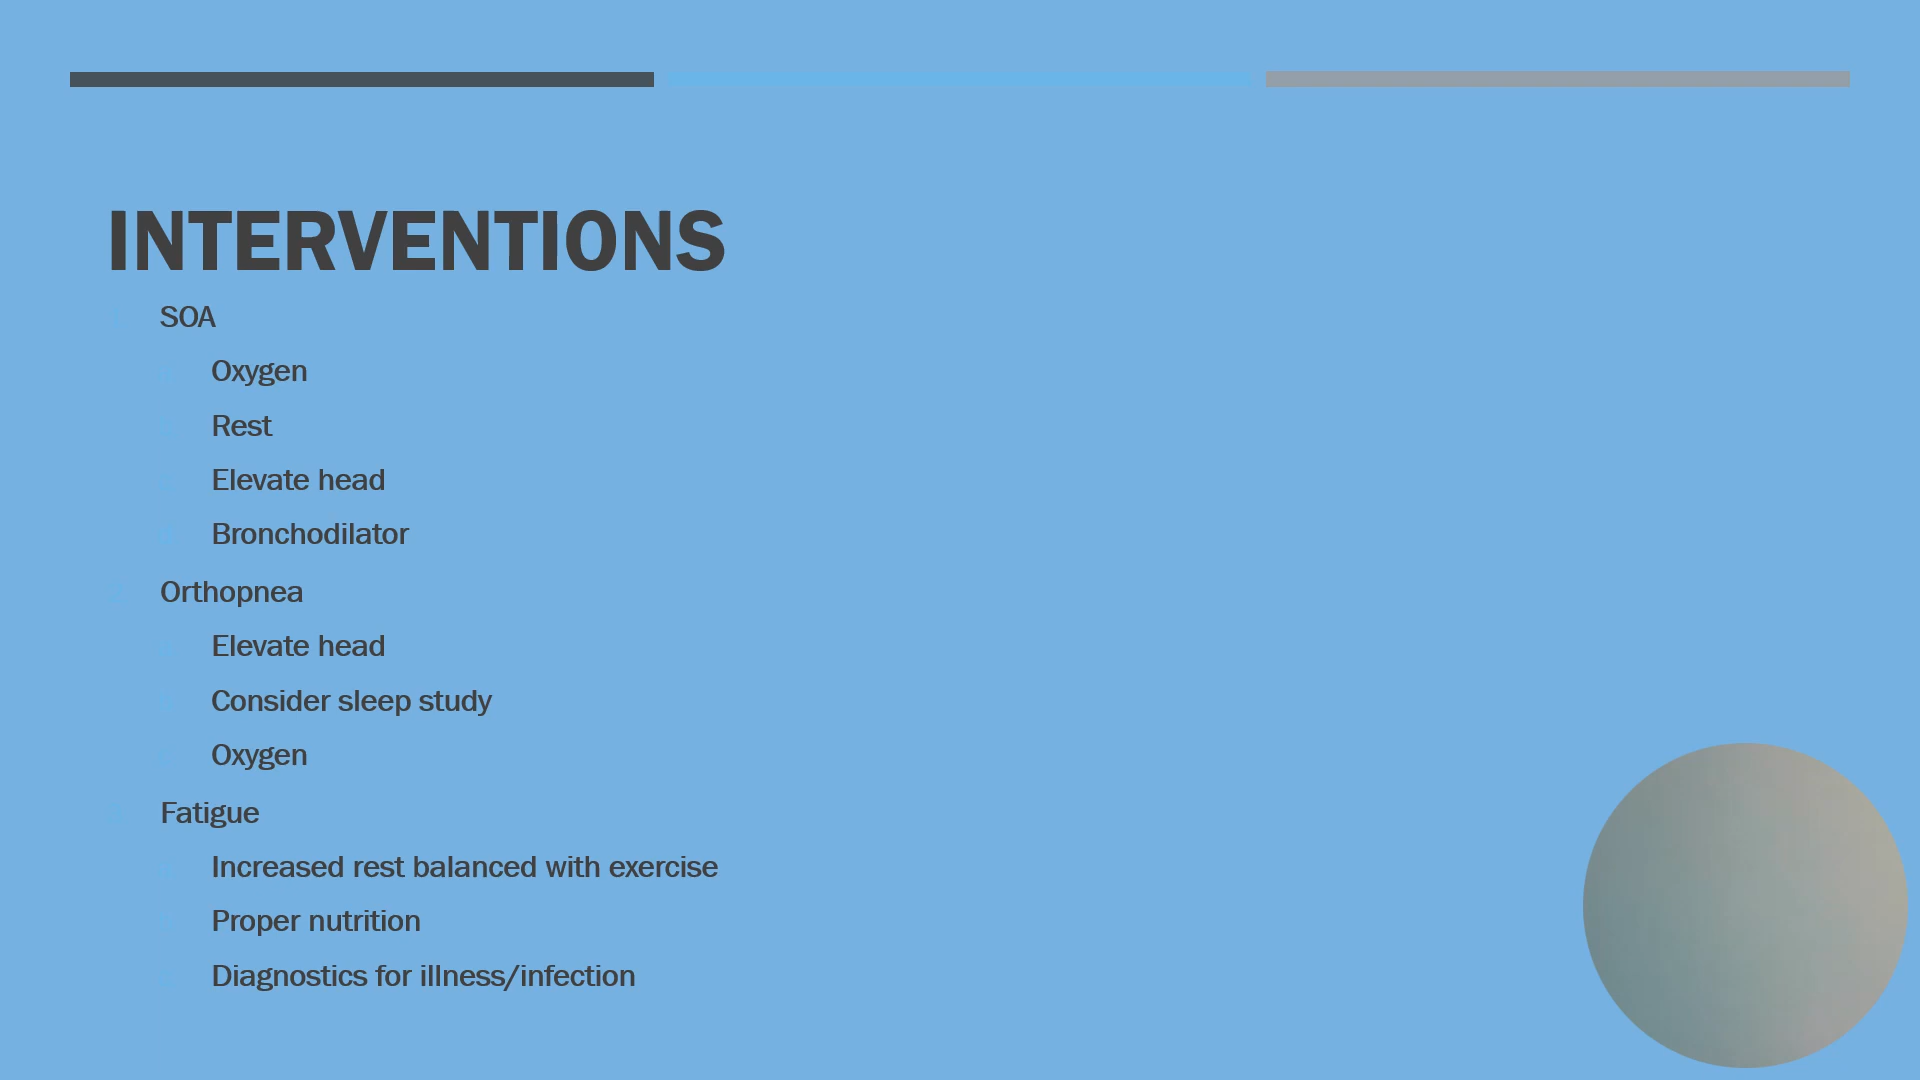 INTERVENTIONS
SOA
Oxygen
Rest
Elevate head
Bronchodilator
Orthopnea
Elevate head
Consider sleep study
Oxygen
Fatigue
Increased rest balanced with exercise
Proper nutrition
Diagnostics for illness/infection